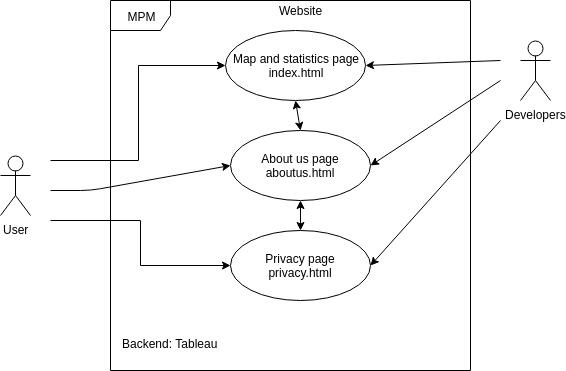 Website
MPM
Map and statistics page
index.html
Developers
About us page
aboutus.html
User
Privacy page
privacy.html
Backend: Tableau